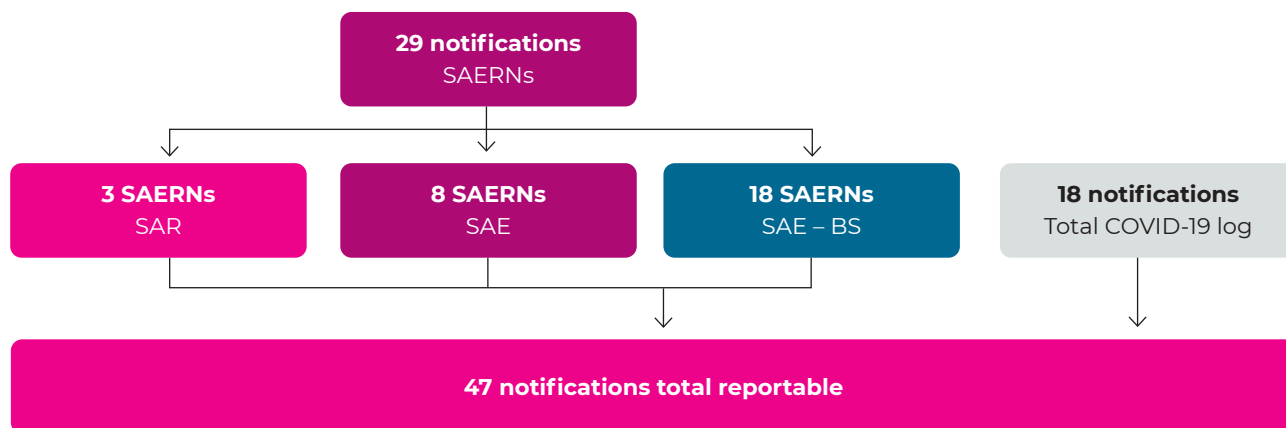 29 notifications
SAERNs
3 SAERNs
SAR
8 SAERNs
SAE
18 SAERNs
SAE – BS
18 notifications
Total COVID-19 log
47 notifications total reportable